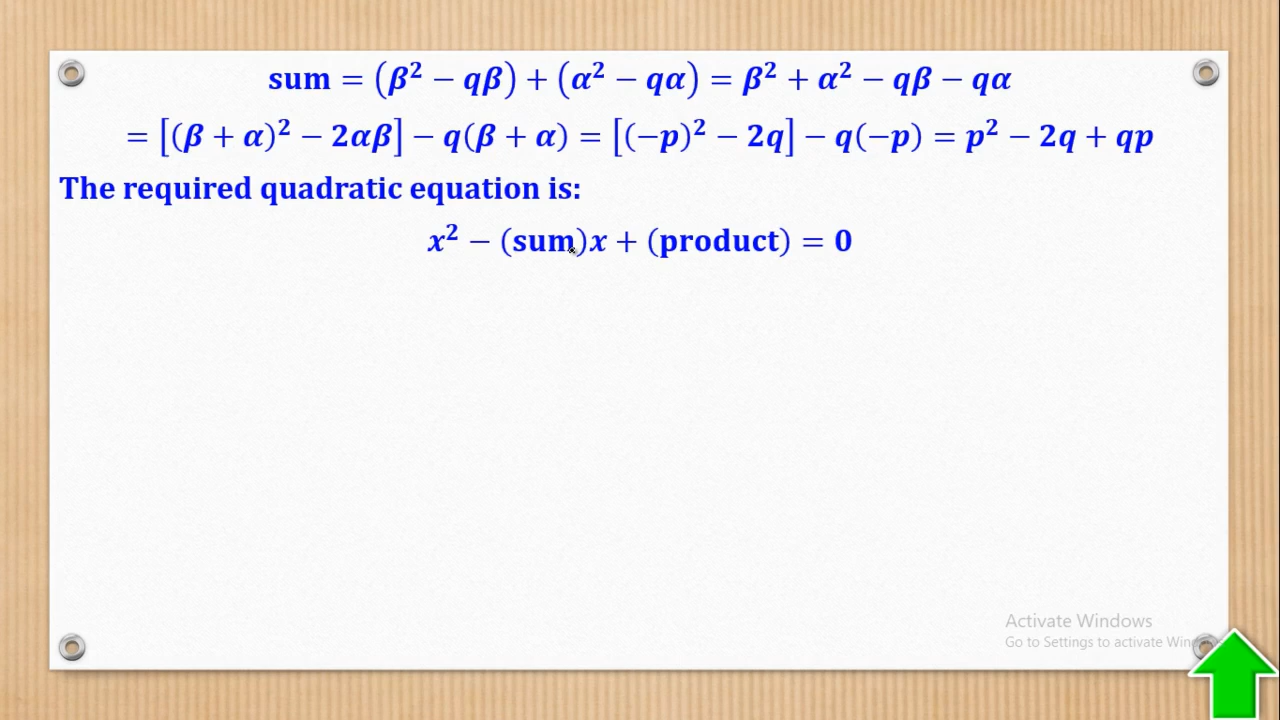 sum = (β² − qβ) + (α² − qα) = β² + α² − qβ − qα
= [(β + α)² − 2αβ] − q(β + α) = [(−p)² − 2q] − q(−p) = p² − 2q + qp
The required quadratic equation is:
x² − (sum)x + (product) = 0
Activate Windows
Go to Settings to activate Windows